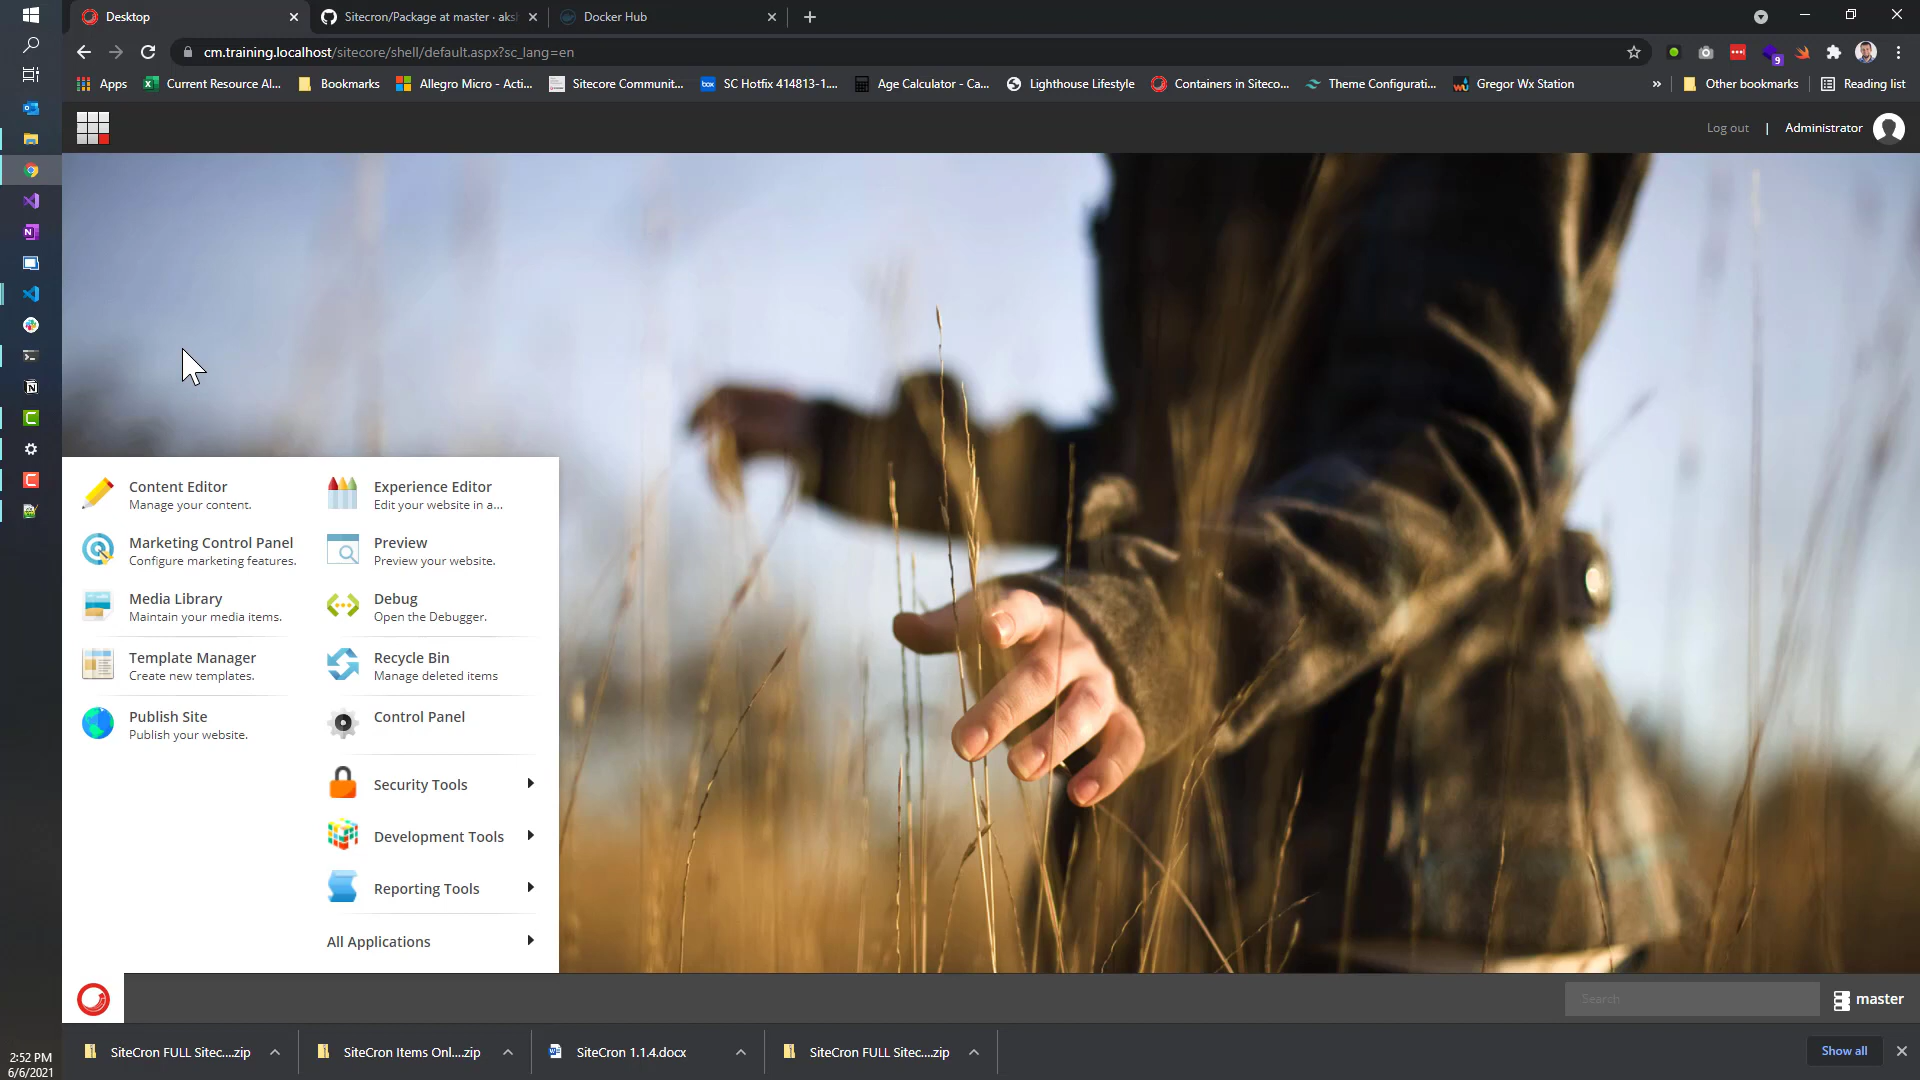 Desktop
Sitecron/Package at master · aksh
Docker Hub
cm.training.localhost/sitecore/shell/default.aspx?sc_lang=en
9
Apps
Current Resource Al...
Bookmarks
Allegro Micro - Acti...
Sitecore Communit...
SC Hotfix 414813-1....
Age Calculator - Ca...
Lighthouse Lifestyle
Containers in Siteco...
Theme Configurati...
Gregor Wx Station
»
Other bookmarks
Reading list
Log out
|
Administrator
Content Editor
Manage your content.
Experience Editor
Edit your website in a...
Marketing Control Panel
Configure marketing features.
Preview
Preview your website.
Media Library
Maintain your media items.
Debug
Open the Debugger.
Template Manager
Create new templates.
Recycle Bin
Manage deleted items
Publish Site
Publish your website.
Control Panel
Security Tools
Development Tools
Reporting Tools
All Applications
Search
master
SiteCron FULL Sitec....zip
SiteCron Items Onl....zip
SiteCron 1.1.4.docx
SiteCron FULL Sitec....zip
Show all
2:52 PM
6/6/2021